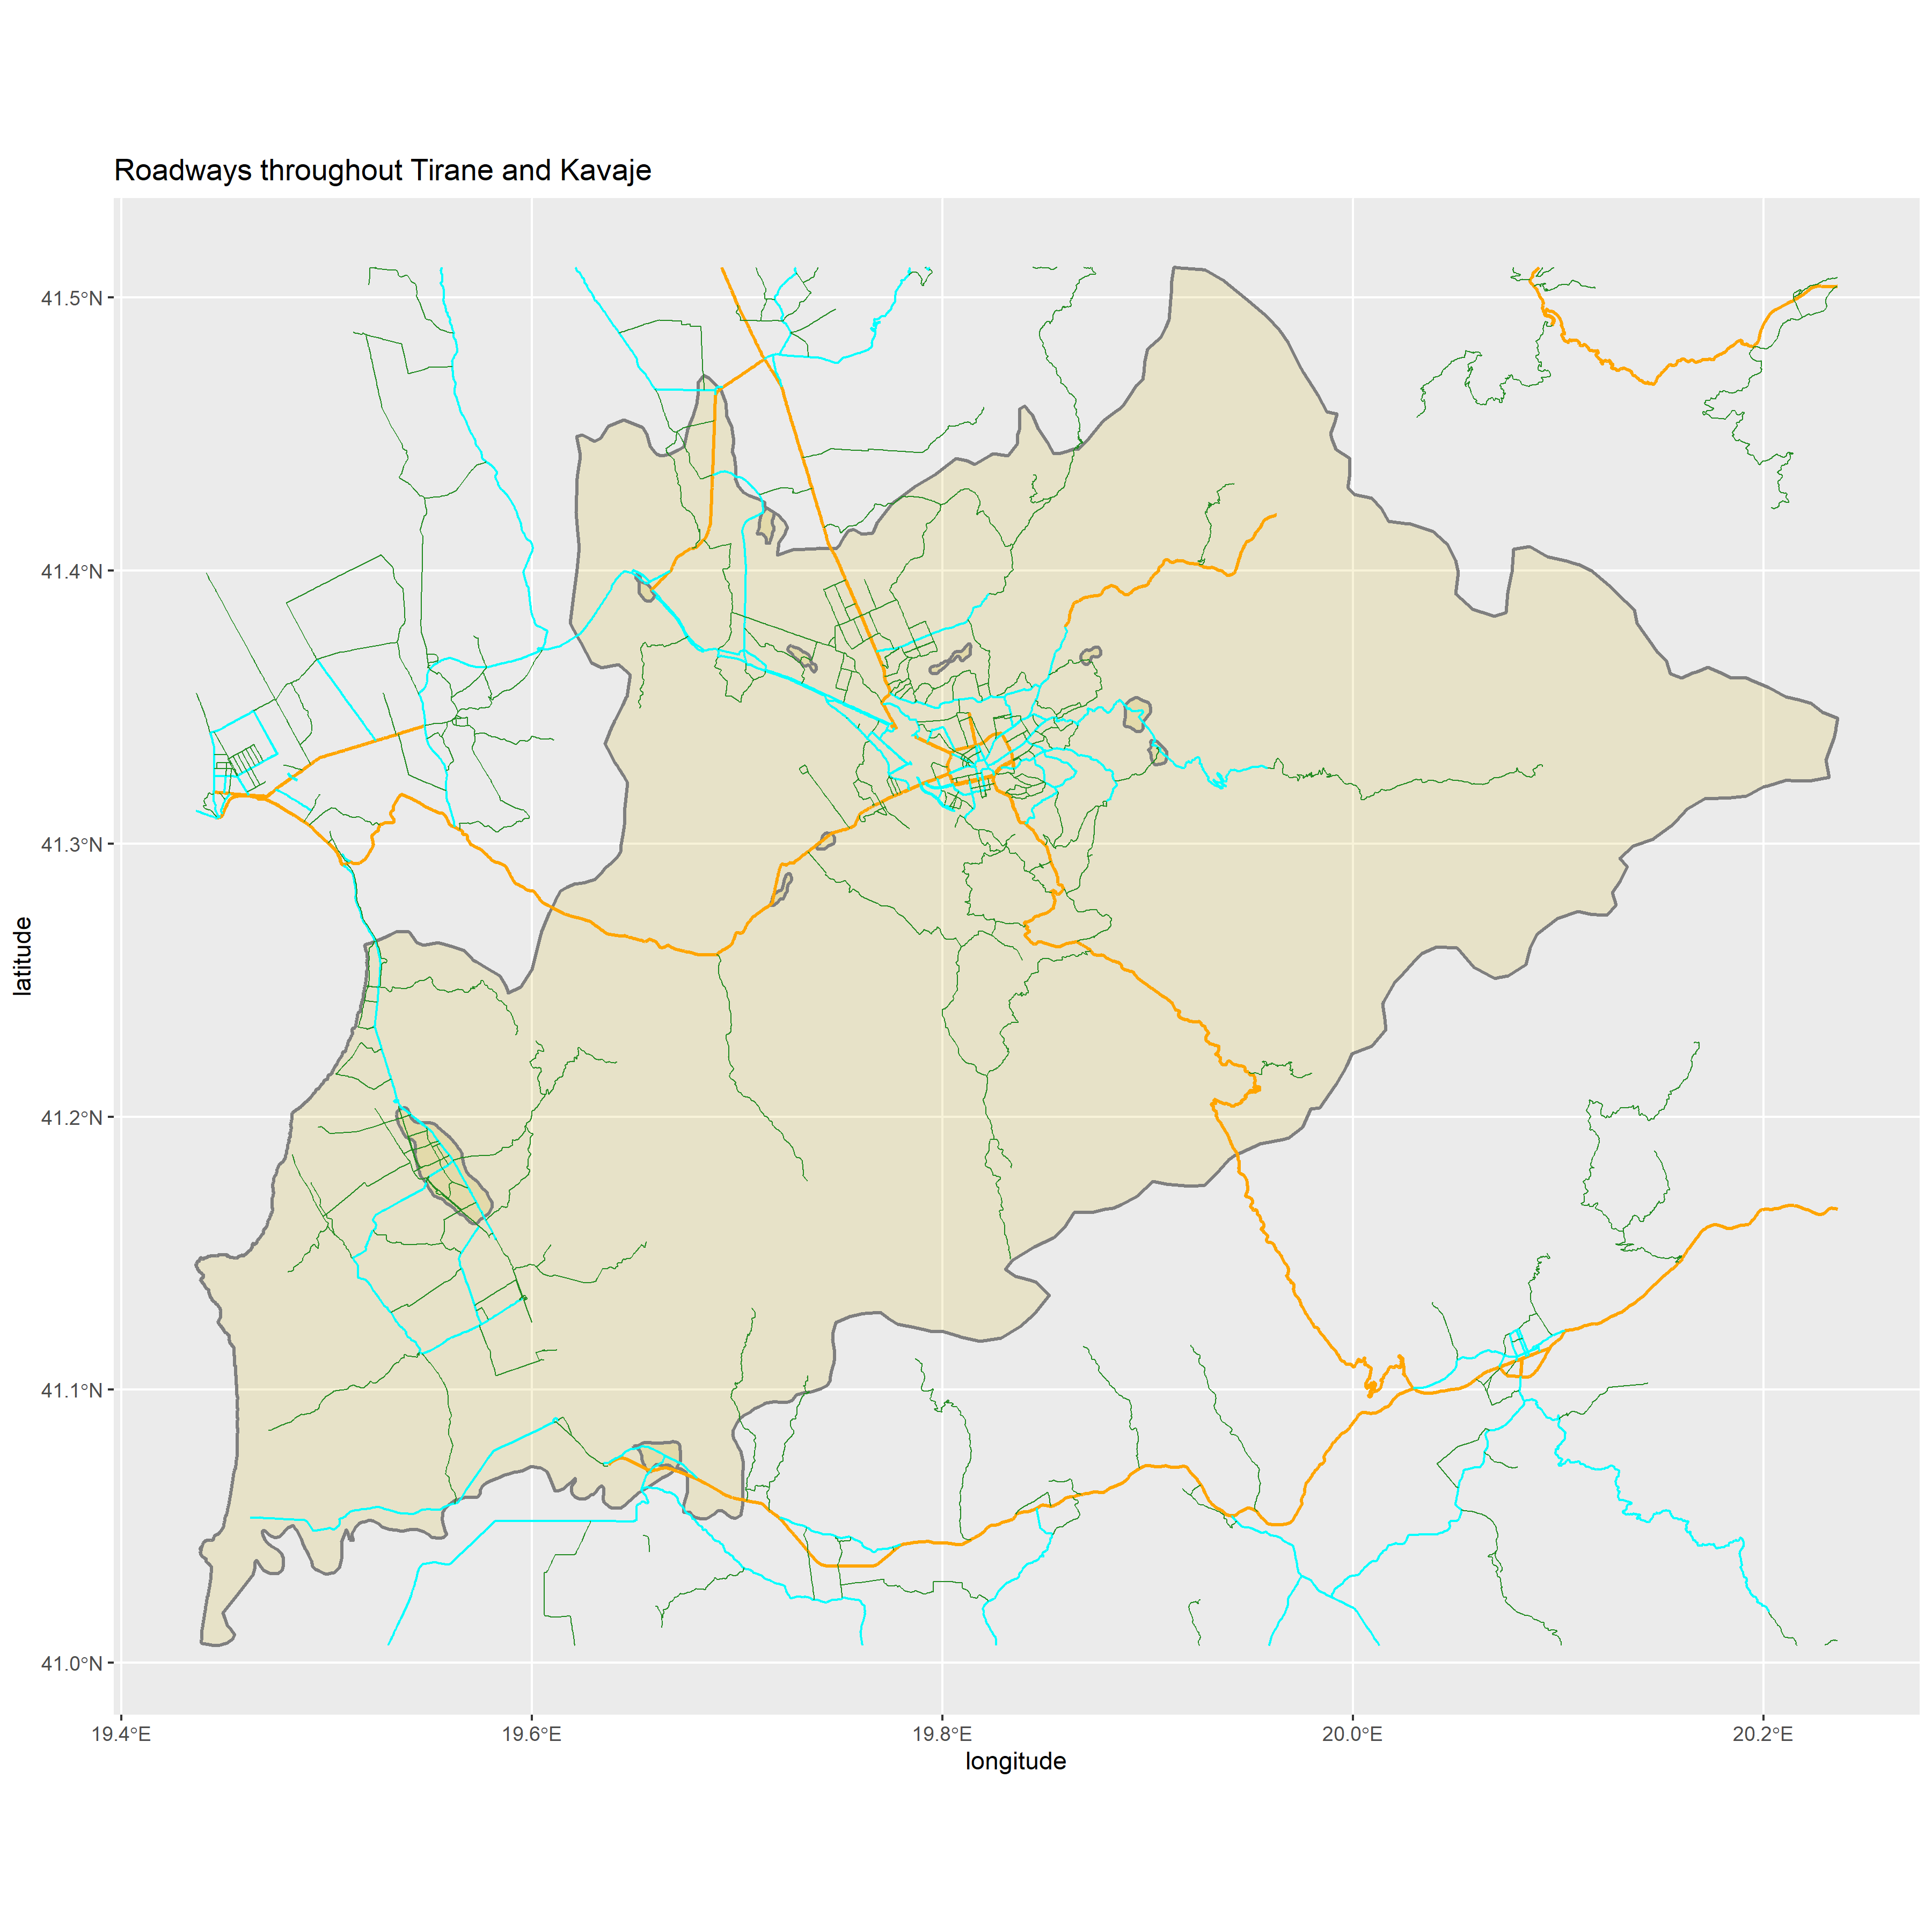 Roadways throughout Tirane and Kavaje
41.5°N
41.4°N
41.3°N
41.2°N
41.1°N
41.0°N
latitude
19.4°E
19.6°E
19.8°E
20.0°E
20.2°E
longitude